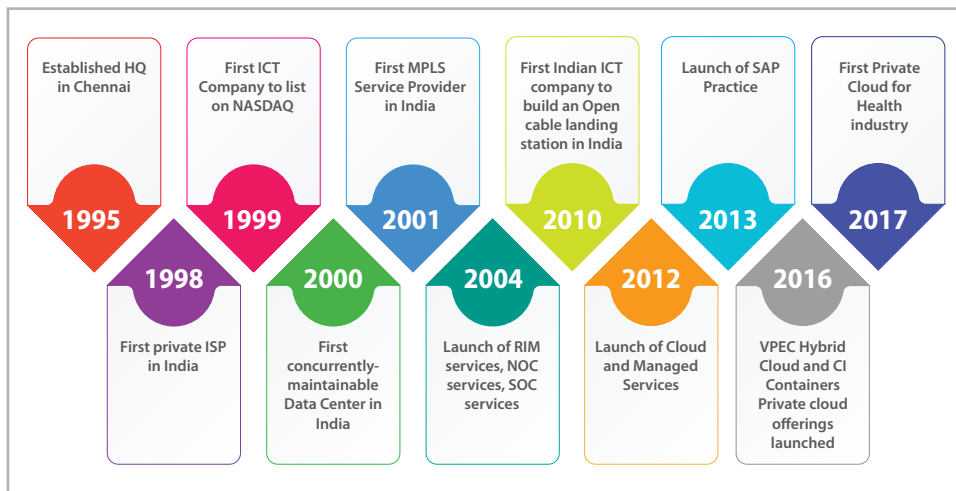 Established HQ
in Chennai
1995
First private ISP
in India
1998
First ICT
Company to list
on NASDAQ
1999
First
concurrently-
maintainable
Data Center in
India
2000
First MPLS
Service Provider
in India
2001
Launch of RIM
services, NOC
services, SOC
services
2004
First Indian ICT
company to
build an Open
cable landing
station in India
2010
Launch of Cloud
and Managed
Services
2012
Launch of SAP
Practice
2013
VPEC Hybrid
Cloud and CI
Containers
Private cloud
offerings
launched
2016
First Private
Cloud for
Health
industry
2017